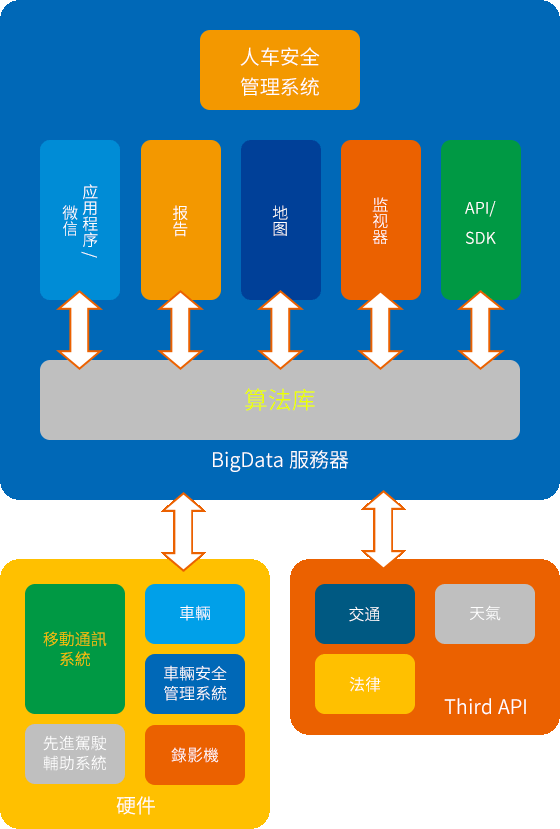 人车安全
管理系统
应用程序/
微信
报告
地图
监视器
API/
SDK
算法库
BigData 服務器
移動通訊
系統
車輛
車輛安全
管理系統
先進駕駛
輔助系統
錄影機
硬件
交通
天氣
法律
Third API